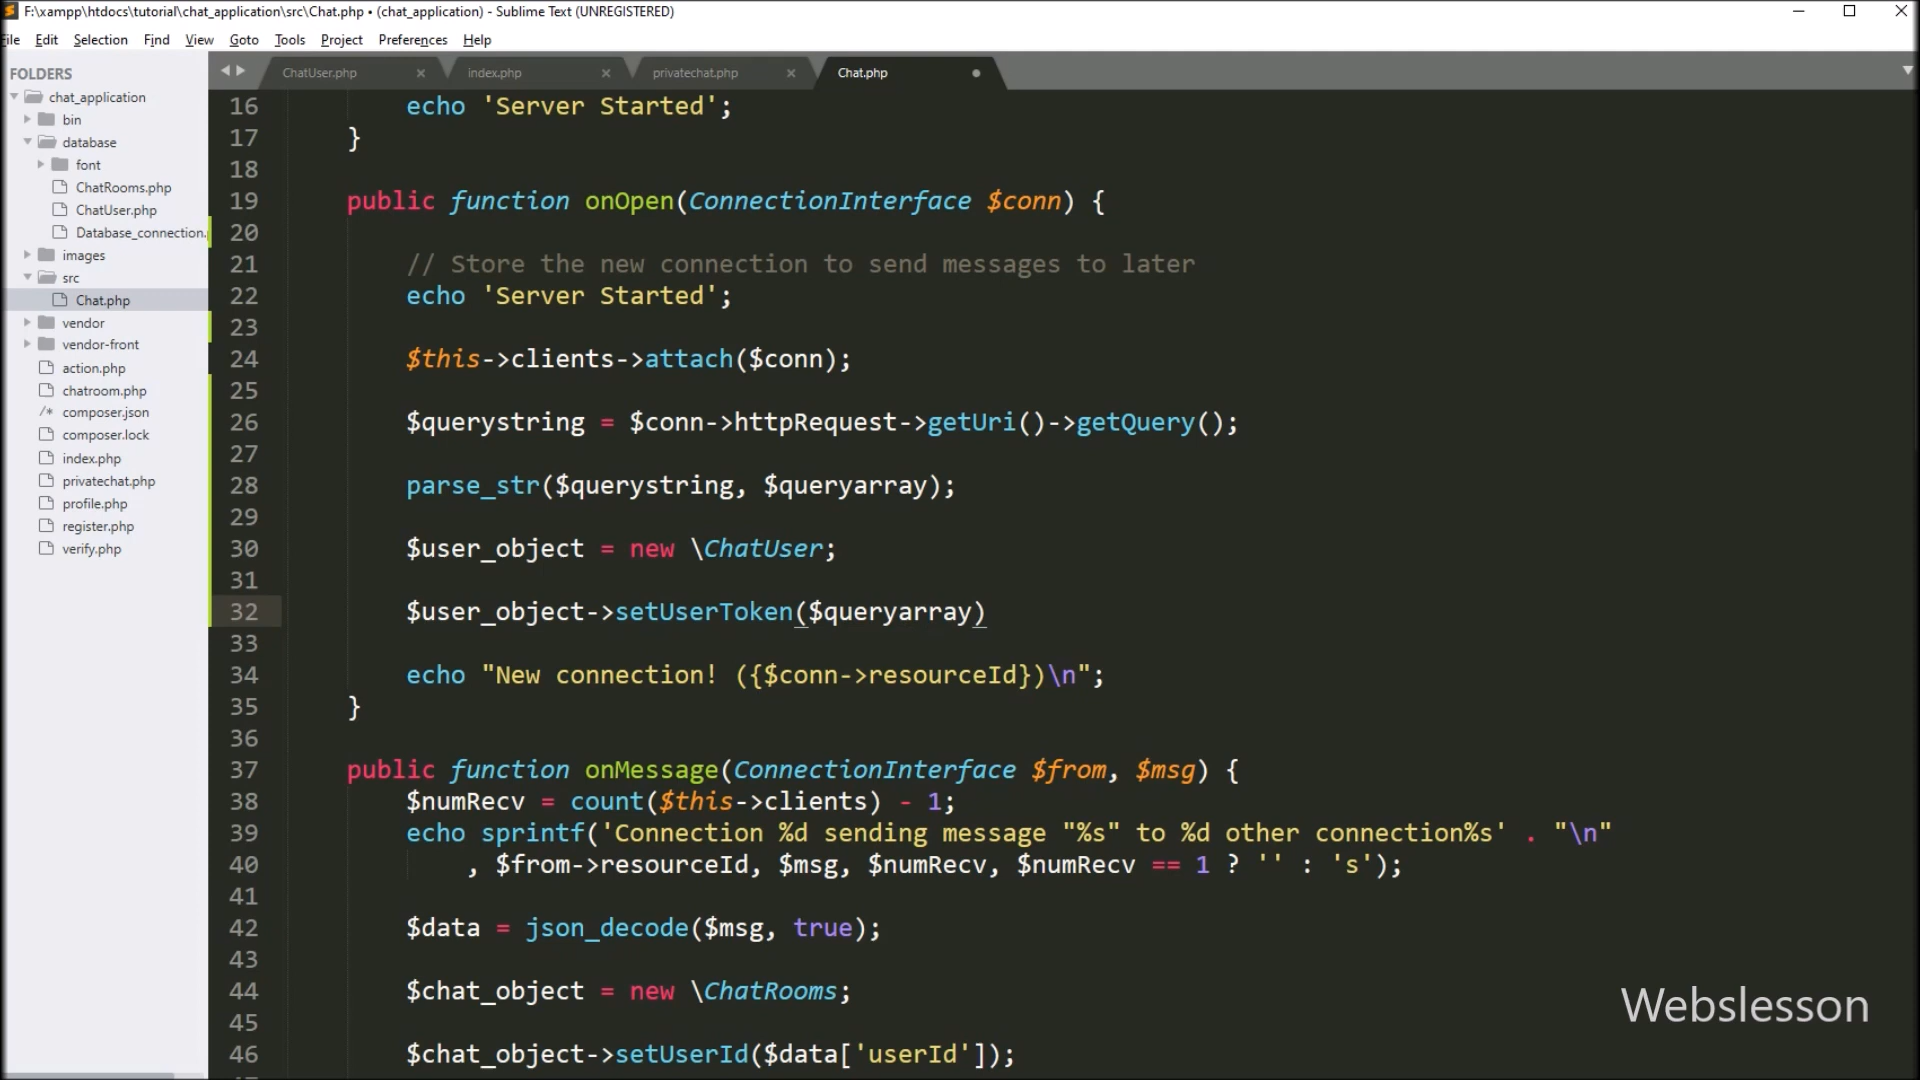 F:\xampp\htdocs\tutorial\chat_application\src\Chat.php • (chat_application) - Sublime Text (UNREGISTERED)
File Edit Selection Find View Goto Tools Project Preferences Help
FOLDERS
chat_application
bin
database
font
ChatRooms.php
ChatUser.php
Database_connection.
images
src
Chat.php
vendor
vendor-front
action.php
chatroom.php
/* composer.json
composer.lock
index.php
privatechat.php
profile.php
register.php
verify.php
ChatUser.php × index.php × privatechat.php × Chat.php •
16 echo 'Server Started';
17 }
18
19 public function onOpen(ConnectionInterface $conn) {
20
21 // Store the new connection to send messages to later
22 echo 'Server Started';
23
24 $this->clients->attach($conn);
25
26 $querystring = $conn->httpRequest->getUri()->getQuery();
27
28 parse_str($querystring, $queryarray);
29
30 $user_object = new \ChatUser;
31
32 $user_object->setUserToken($queryarray)
33
34 echo "New connection! ({$conn->resourceId})\n";
35 }
36
37 public function onMessage(ConnectionInterface $from, $msg) {
38 $numRecv = count($this->clients) - 1;
39 echo sprintf('Connection %d sending message "%s" to %d other connection%s' . "\n"
40 , $from->resourceId, $msg, $numRecv, $numRecv == 1 ? '' : 's');
41
42 $data = json_decode($msg, true);
43
44 $chat_object = new \ChatRooms;
45
46 $chat_object->setUserId($data['userId']);
Webslesson